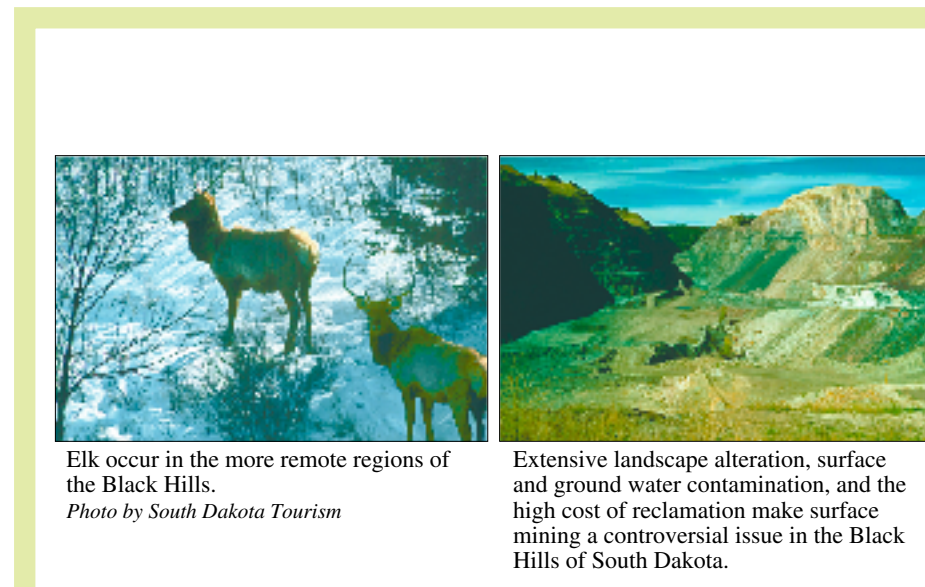 Elk occur in the more remote regions of
the Black Hills.
Photo by South Dakota Tourism
Extensive landscape alteration, surface
and ground water contamination, and the
high cost of reclamation make surface
mining a controversial issue in the Black
Hills of South Dakota.